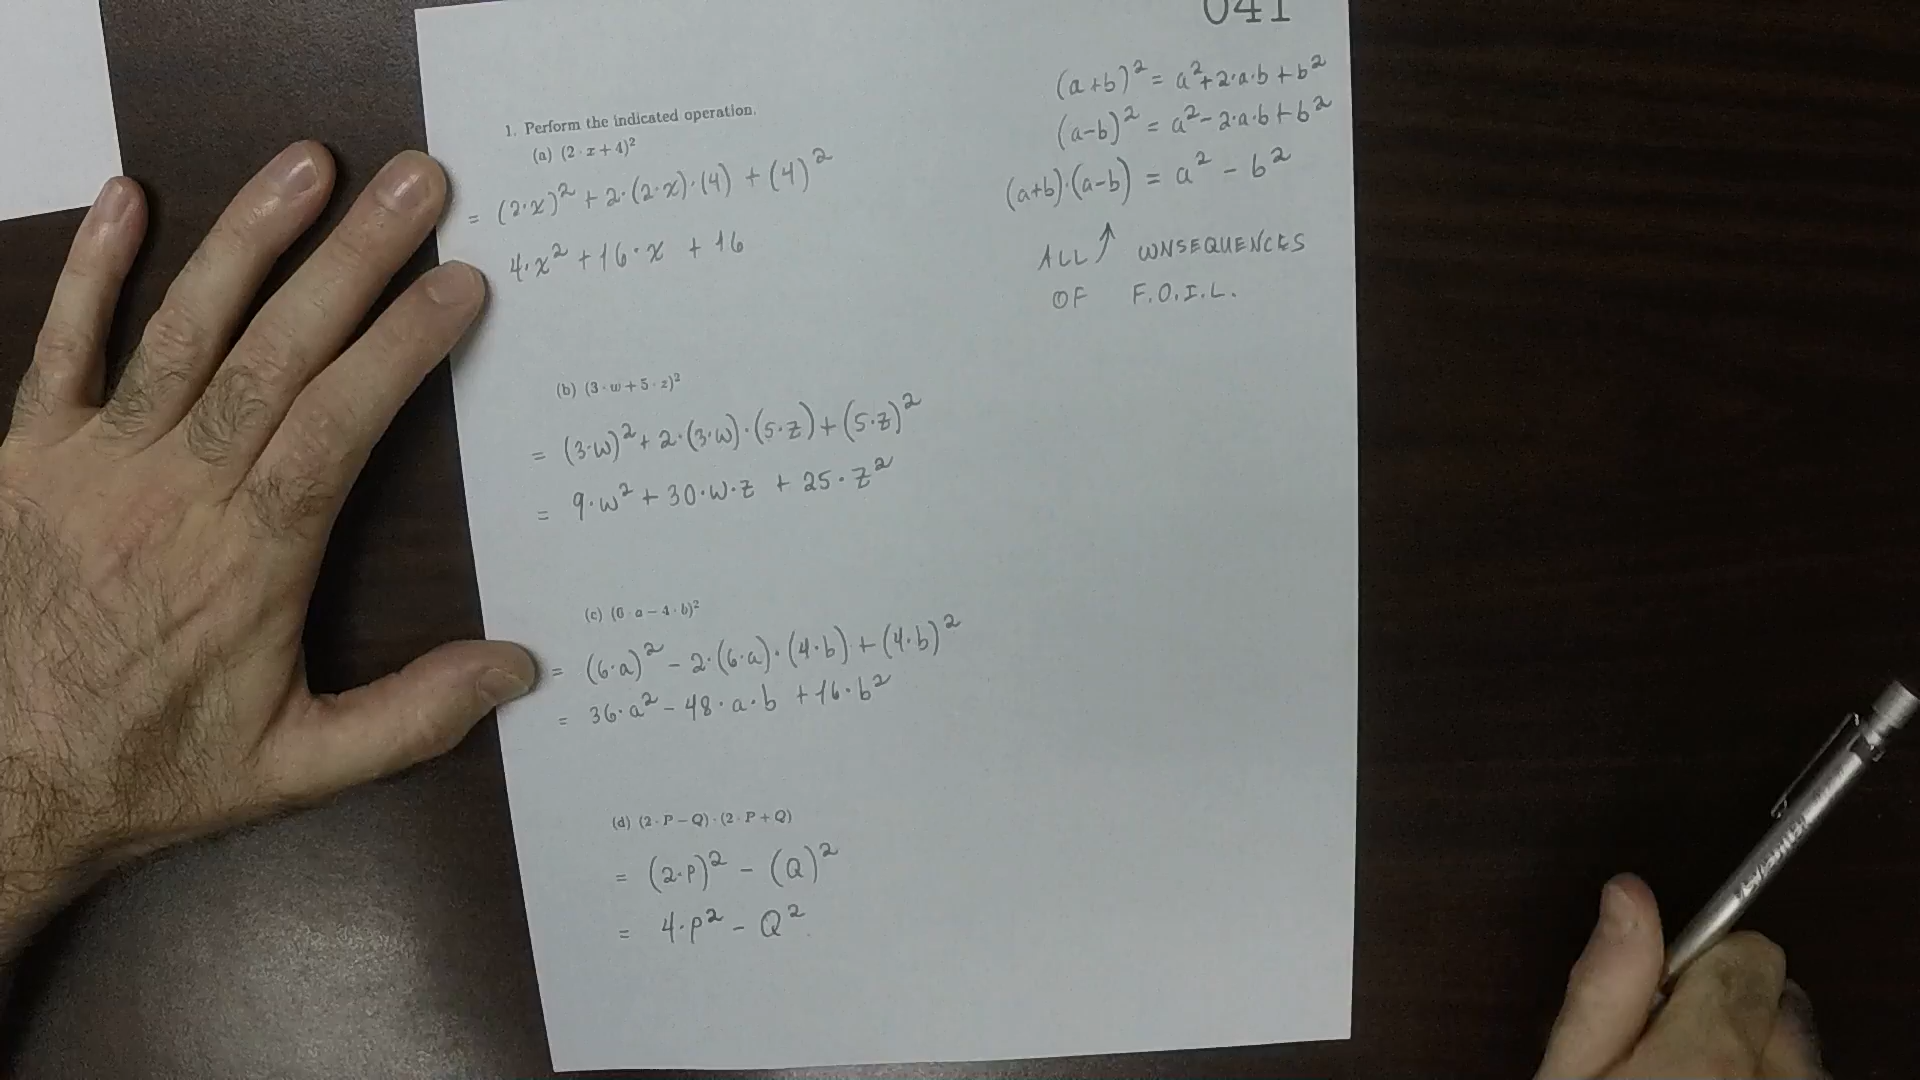 041
1. Perform the indicated operation.
(a) (2 · x + 4)²
= (2·x)² + 2·(2·x)·(4) + (4)²
4·x² + 16·x + 16
(a+b)² = a² + 2·a·b + b²
(a-b)² = a² - 2·a·b + b²
(a+b)·(a-b) = a² - b²
ALL ↑ CONSEQUENCES
OF F.O.I.L.
(b) (3 · w + 5 · z)²
= (3·w)² + 2·(3·w)·(5·z) + (5·z)²
= 9·w² + 30·w·z + 25·z²
(c) (6 · a − 4 · b)²
= (6·a)² - 2·(6·a)·(4·b) + (4·b)²
= 36·a² - 48·a·b + 16·b²
(d) (2 · P − Q) · (2 · P + Q)
= (2·P)² - (Q)²
= 4·P² - Q²